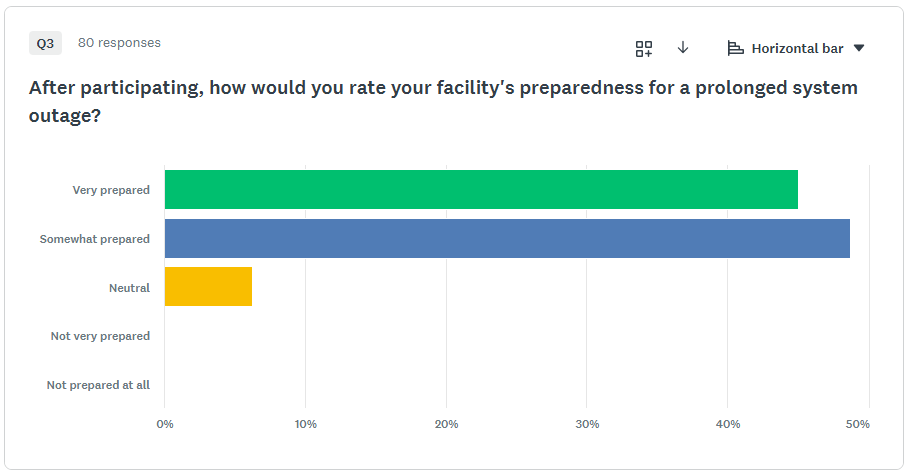 Q3 80 responses
Horizontal bar
After participating, how would you rate your facility's preparedness for a prolonged system
outage?
Very prepared
Somewhat prepared
Neutral
Not very prepared
Not prepared at all
0% 10% 20% 30% 40% 50%